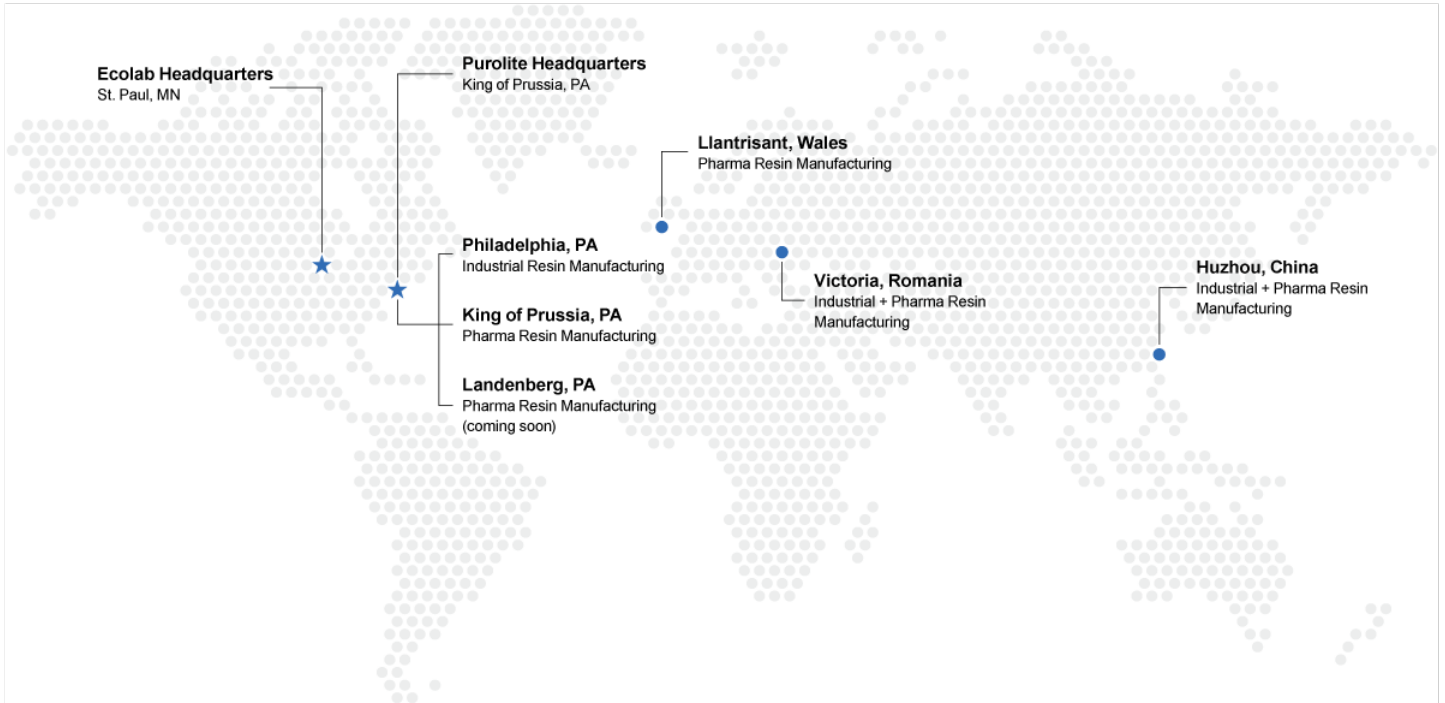 Ecolab Headquarters
St. Paul, MN
Purolite Headquarters
King of Prussia, PA
Llantrisant, Wales
Pharma Resin Manufacturing
Philadelphia, PA
Industrial Resin Manufacturing
King of Prussia, PA
Pharma Resin Manufacturing
Landenberg, PA
Pharma Resin Manufacturing
(coming soon)
Victoria, Romania
Industrial + Pharma Resin
Manufacturing
Huzhou, China
Industrial + Pharma Resin
Manufacturing